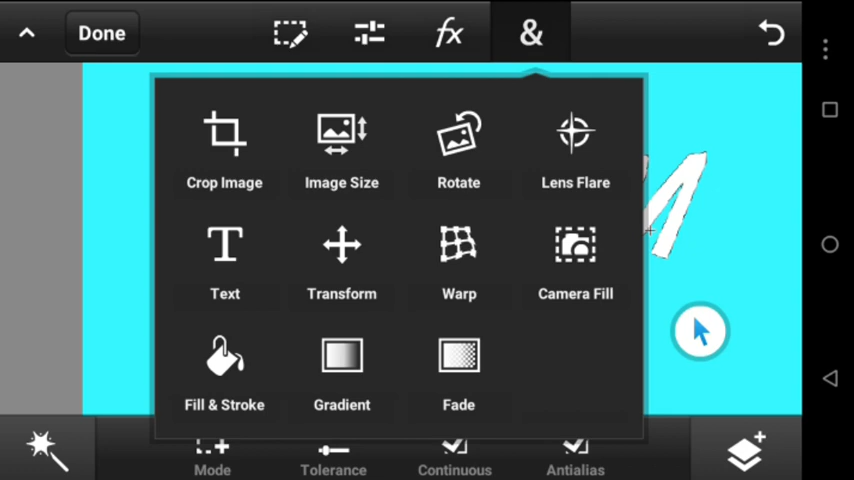 Done fx &
Crop Image Image Size Rotate Lens Flare
T
Text Transform Warp Camera Fill
Fill & Stroke Gradient Fade
Mode Tolerance Continuous Antialias